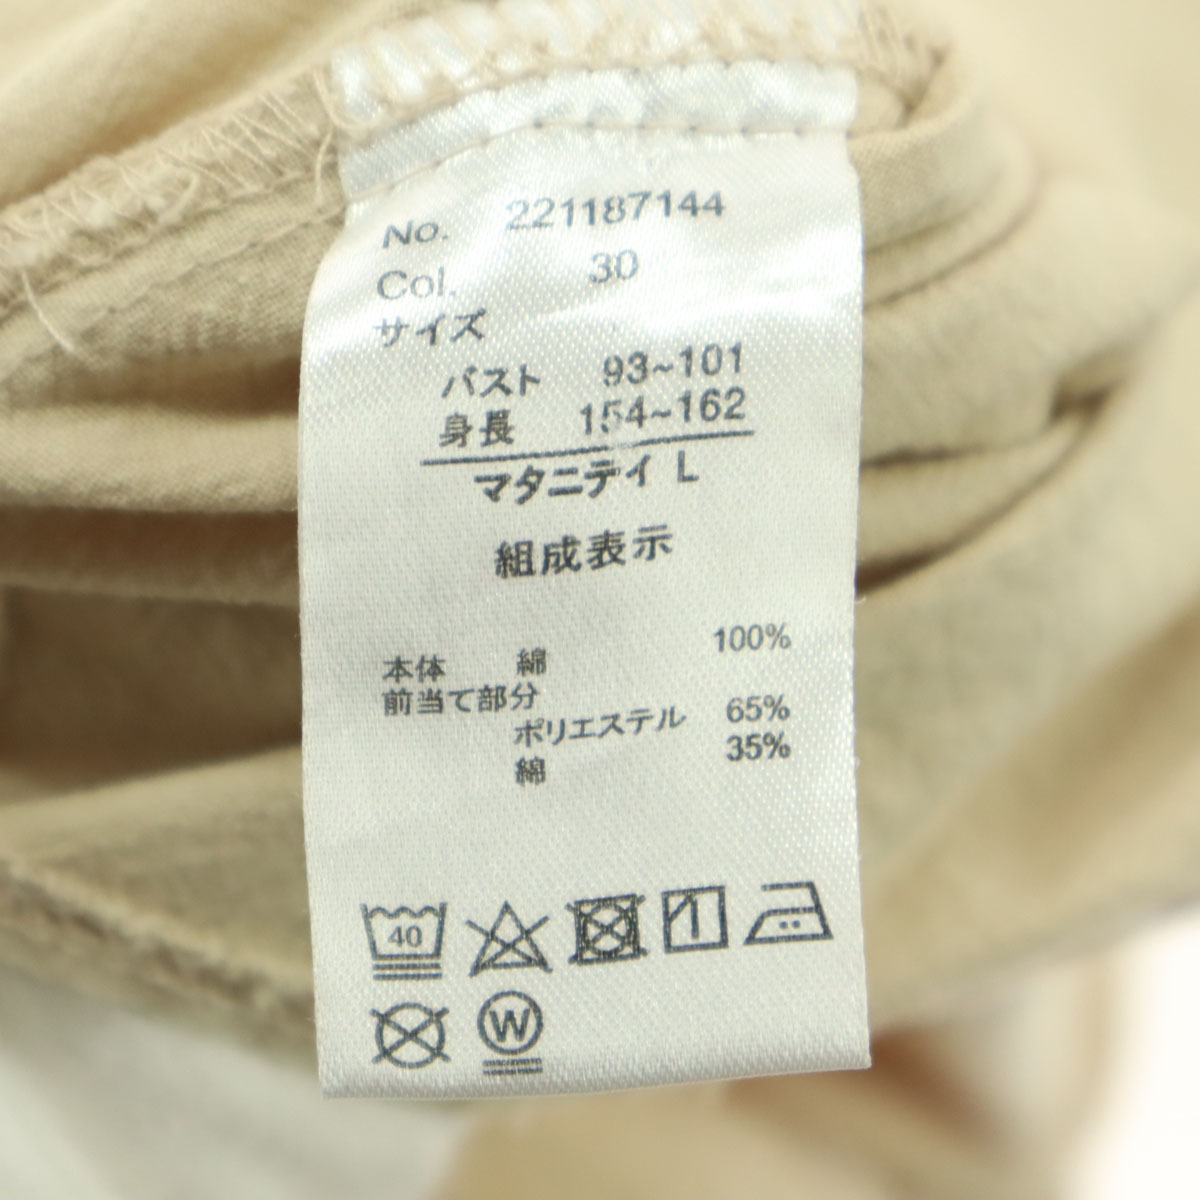 No. 221187144
Col. 30
サイズ
バスト 93~101
身長 154~162
マタニテイ L
組成表示
本体 綿 100%
前当て部分
ポリエステル 65%
綿 35%
40
W